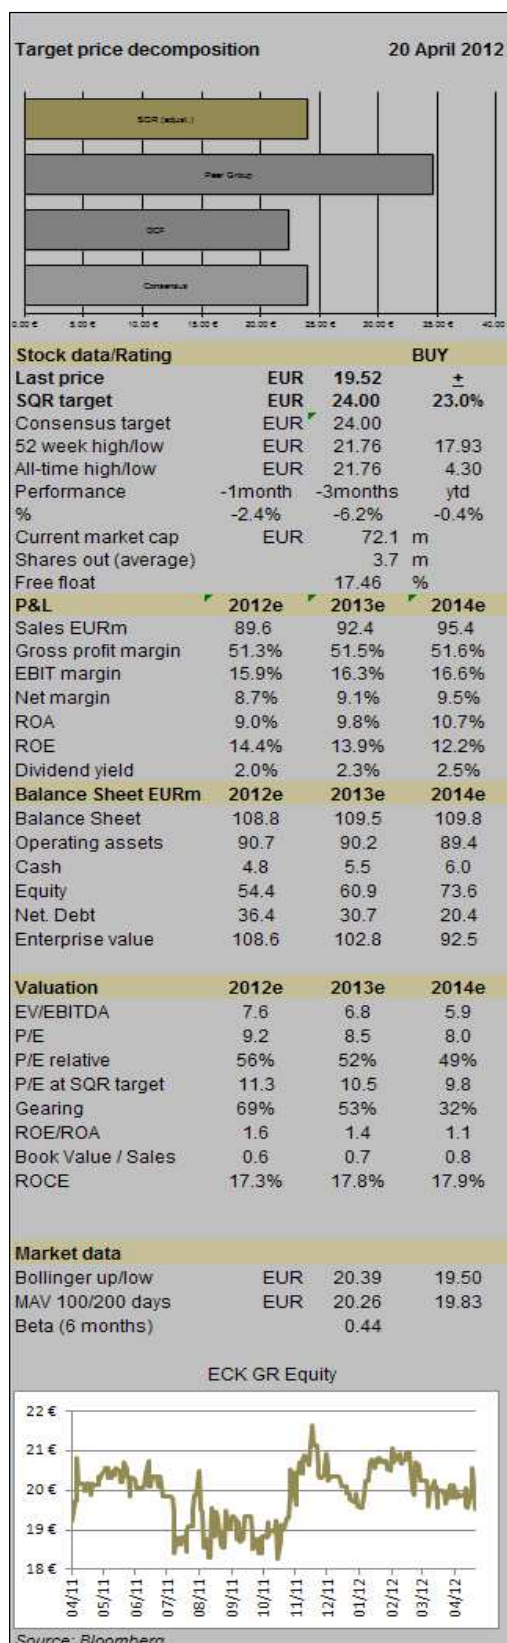 Target price decomposition 20 April 2012
SQR (adjust.)
Peer Group
DCF
Consensus
0.00 € 5.00 € 10.00 € 15.00 € 20.00 € 25.00 € 30.00 € 35.00 € 40.00
Stock data/Rating BUY
Last price EUR 19.52 ±
SQR target EUR 24.00 23.0%
Consensus target EUR 24.00
52 week high/low EUR 21.76 17.93
All-time high/low EUR 21.76 4.30
Performance -1month -3months ytd
% -2.4% -6.2% -0.4%
Current market cap EUR 72.1 m
Shares out (average) 3.7 m
Free float 17.46 %
P&L 2012e 2013e 2014e
Sales EURm 89.6 92.4 95.4
Gross profit margin 51.3% 51.5% 51.6%
EBIT margin 15.9% 16.3% 16.6%
Net margin 8.7% 9.1% 9.5%
ROA 9.0% 9.8% 10.7%
ROE 14.4% 13.9% 12.2%
Dividend yield 2.0% 2.3% 2.5%
Balance Sheet EURm 2012e 2013e 2014e
Balance Sheet 108.8 109.5 109.8
Operating assets 90.7 90.2 89.4
Cash 4.8 5.5 6.0
Equity 54.4 60.9 73.6
Net. Debt 36.4 30.7 20.4
Enterprise value 108.6 102.8 92.5
Valuation 2012e 2013e 2014e
EV/EBITDA 7.6 6.8 5.9
P/E 9.2 8.5 8.0
P/E relative 56% 52% 49%
P/E at SQR target 11.3 10.5 9.8
Gearing 69% 53% 32%
ROE/ROA 1.6 1.4 1.1
Book Value / Sales 0.6 0.7 0.8
ROCE 17.3% 17.8% 17.9%
Market data
Bollinger up/low EUR 20.39 19.50
MAV 100/200 days EUR 20.26 19.83
Beta (6 months) 0.44
ECK GR Equity
22 €
21 €
20 €
19 €
18 €
04/11 05/11 06/11 07/11 08/11 09/11 10/11 11/11 12/11 01/12 02/12 03/12 04/12
Source: Bloomberg